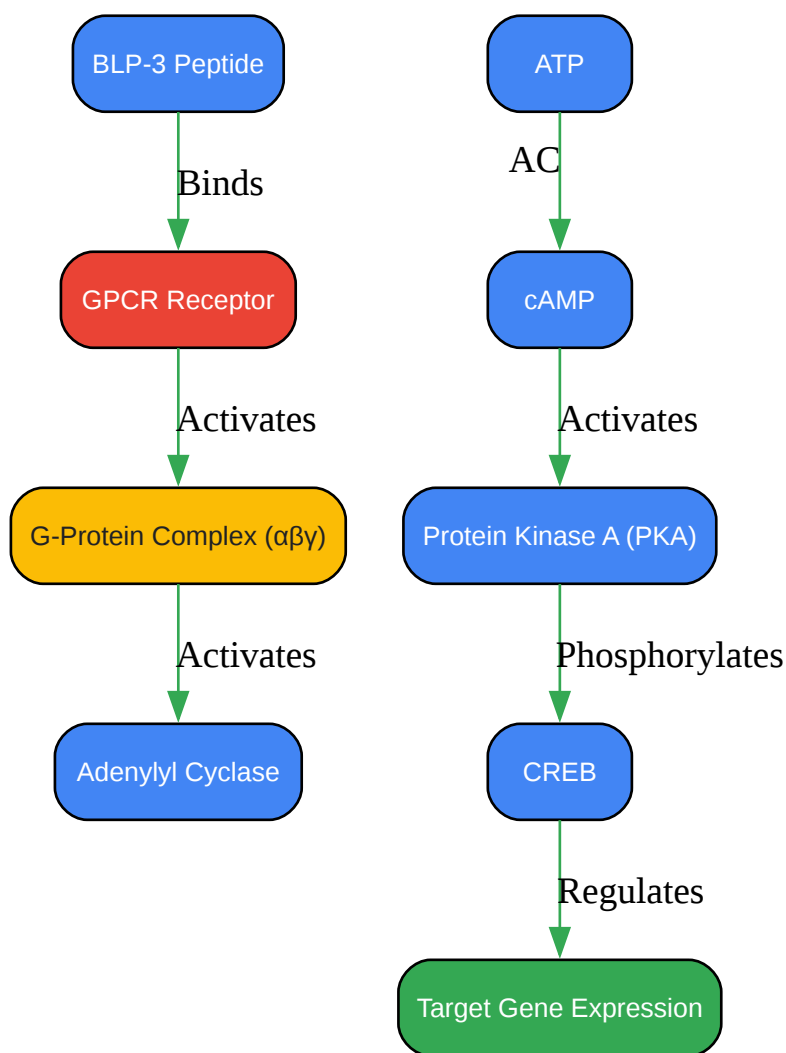 BLP-3 Peptide
Binds
GPCR Receptor
Activates
G-Protein Complex (αβγ)
Activates
Adenylyl Cyclase
ATP
AC
cAMP
Activates
Protein Kinase A (PKA)
Phosphorylates
CREB
Regulates
Target Gene Expression